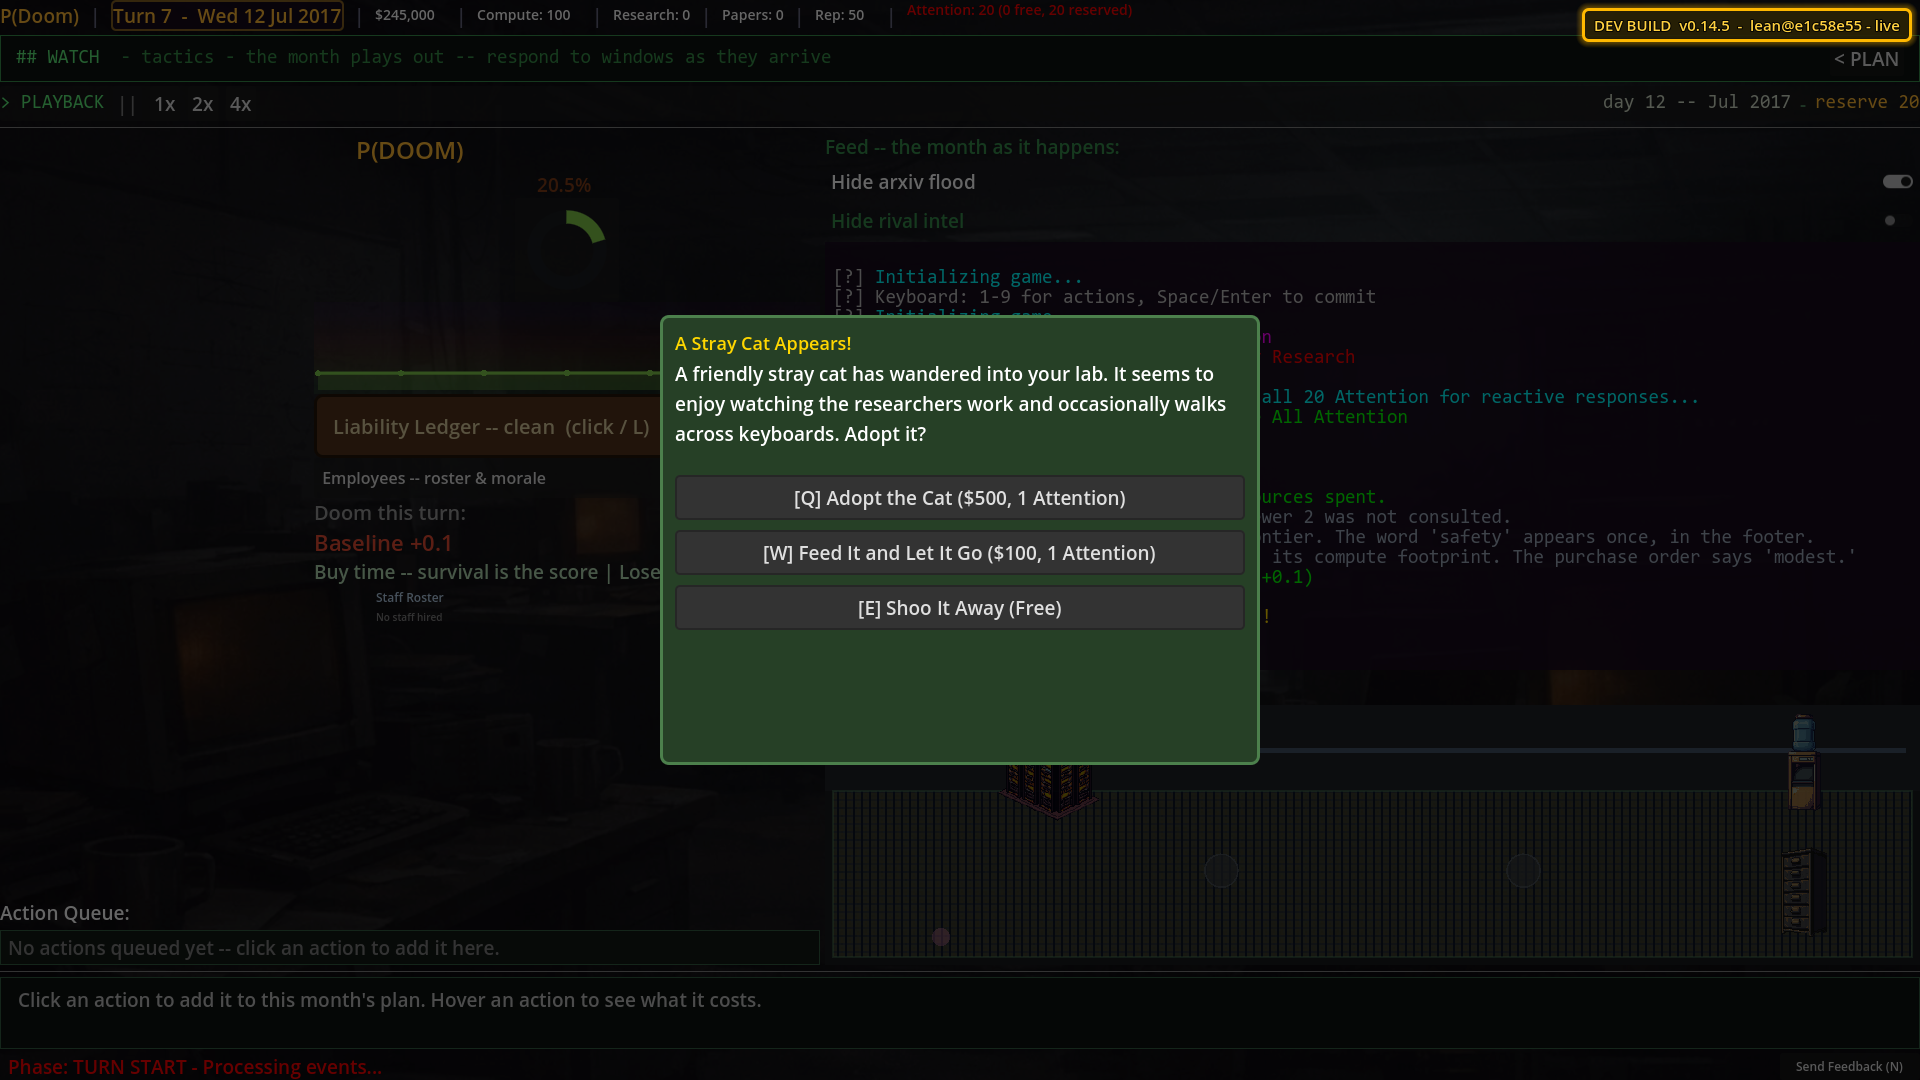 P(Doom) | Turn 7 - Wed 12 Jul 2017 | $245,000 | Compute: 100 | Research: 0 | Papers: 0 | Rep: 50 | Attention: 20 (0 free, 20 reserved)
DEV BUILD v0.14.5 - lean@e1c58e55 - live
## WATCH - tactics - the month plays out -- respond to windows as they arrive
< PLAN
> PLAYBACK || 1x 2x 4x
day 12 -- Jul 2017 - reserve 20
P(DOOM)
20.5%
Liability Ledger -- clean (click / L)
Employees -- roster & morale
Doom this turn:
Baseline +0.1
Buy time -- survival is the score | Lose
Staff Roster
No staff hired
Feed -- the month as it happens:
Hide arxiv flood
Hide rival intel
[?] Initializing game...
[?] Keyboard: 1-9 for actions, Space/Enter to commit
[?] Initializing game
n
Research
all 20 Attention for reactive responses...
All Attention
urces spent.
wer 2 was not consulted.
ntier. The word 'safety' appears once, in the footer.
its compute footprint. The purchase order says 'modest.'
+0.1)
!
A Stray Cat Appears!
A friendly stray cat has wandered into your lab. It seems to
enjoy watching the researchers work and occasionally walks
across keyboards. Adopt it?
[Q] Adopt the Cat ($500, 1 Attention)
[W] Feed It and Let It Go ($100, 1 Attention)
[E] Shoo It Away (Free)
Action Queue:
No actions queued yet -- click an action to add it here.
Click an action to add it to this month's plan. Hover an action to see what it costs.
Phase: TURN START - Processing events...
Send Feedback (N)